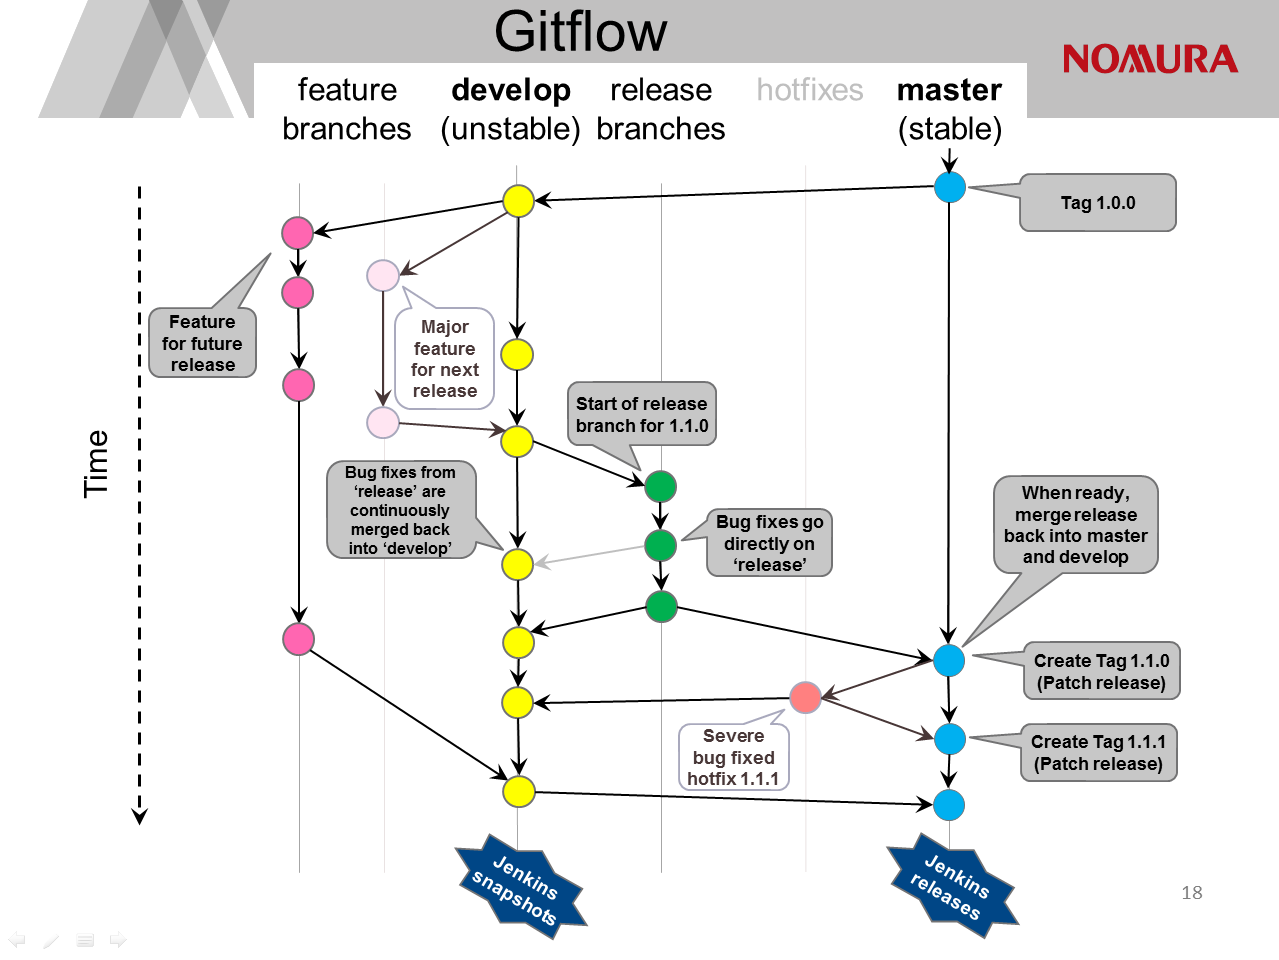 Gitflow
NOMURA
feature
branches
develop
(unstable)
release
branches
hotfixes
master
(stable)
Tag 1.0.0
Feature
for future
release
Major
feature
for next
release
Start of release
branch for 1.1.0
Time
Bug fixes from
‘release’ are
continuously
merged back
into ‘develop’
Bug fixes go
directly on
‘release’
When ready,
merge release
back into master
and develop
Create Tag 1.1.0
(Patch release)
Severe
bug fixed
hotfix 1.1.1
Create Tag 1.1.1
(Patch release)
Jenkins
snapshots
Jenkins
releases
18